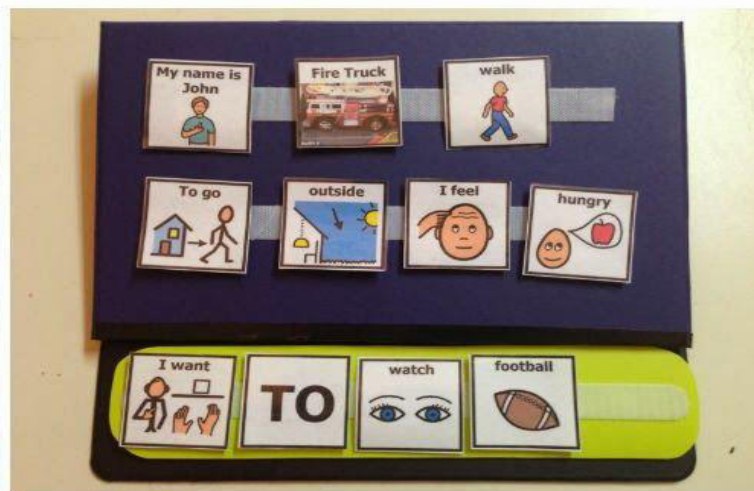 My name is
John
Fire Truck
walk
To go
outside
I feel
hungry
I want
TO
watch
football